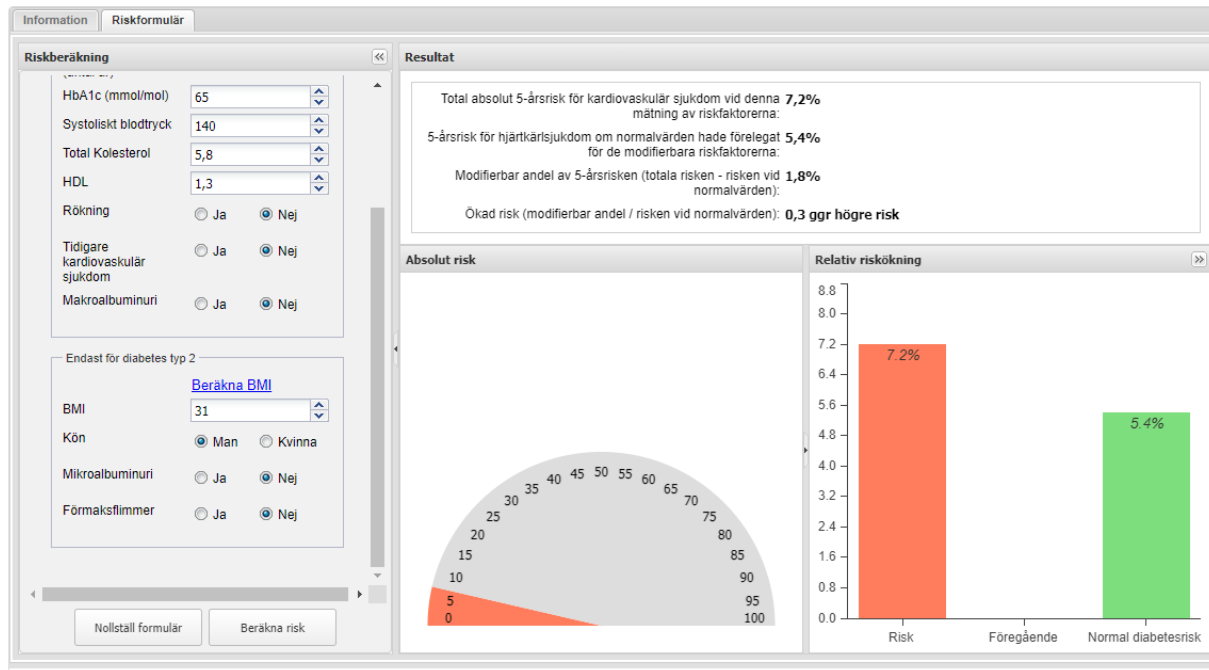 Information
Riskformulär
Riskberäkning
HbA1c (mmol/mol)
65
Systoliskt blodtryck
140
Total Kolesterol
5,8
HDL
1,3
Rökning
Ja
Nej
Tidigare
kardiovaskulär
sjukdom
Ja
Nej
Makroalbuminuri
Ja
Nej
Endast för diabetes typ 2
Beräkna BMI
BMI
31
Kön
Man
Kvinna
Mikroalbuminuri
Ja
Nej
Förmaksflimmer
Ja
Nej
Nollställ formulär
Beräkna risk
Resultat
Total absolut 5-årsrisk för kardiovaskulär sjukdom vid denna 7,2%
mätning av riskfaktorerna:
5-årsrisk för hjärtkärlsjukdom om normalvärden hade förelegat 5,4%
för de modifierbara riskfaktorerna:
Modifierbar andel av 5-årsrisken (totala risken - risken vid 1,8%
normalvärden):
Ökad risk (modifierbar andel / risken vid normalvärden): 0,3 ggr högre risk
Absolut risk
0
5
10
15
20
25
30
35
40
45
50
55
60
65
70
75
80
85
90
95
100
Relativ riskökning
8.8
8.0
7.2
6.4
5.6
4.8
4.0
3.2
2.4
1.6
0.8
0.0
7.2%
5.4%
Risk
Föregående
Normal diabetesrisk